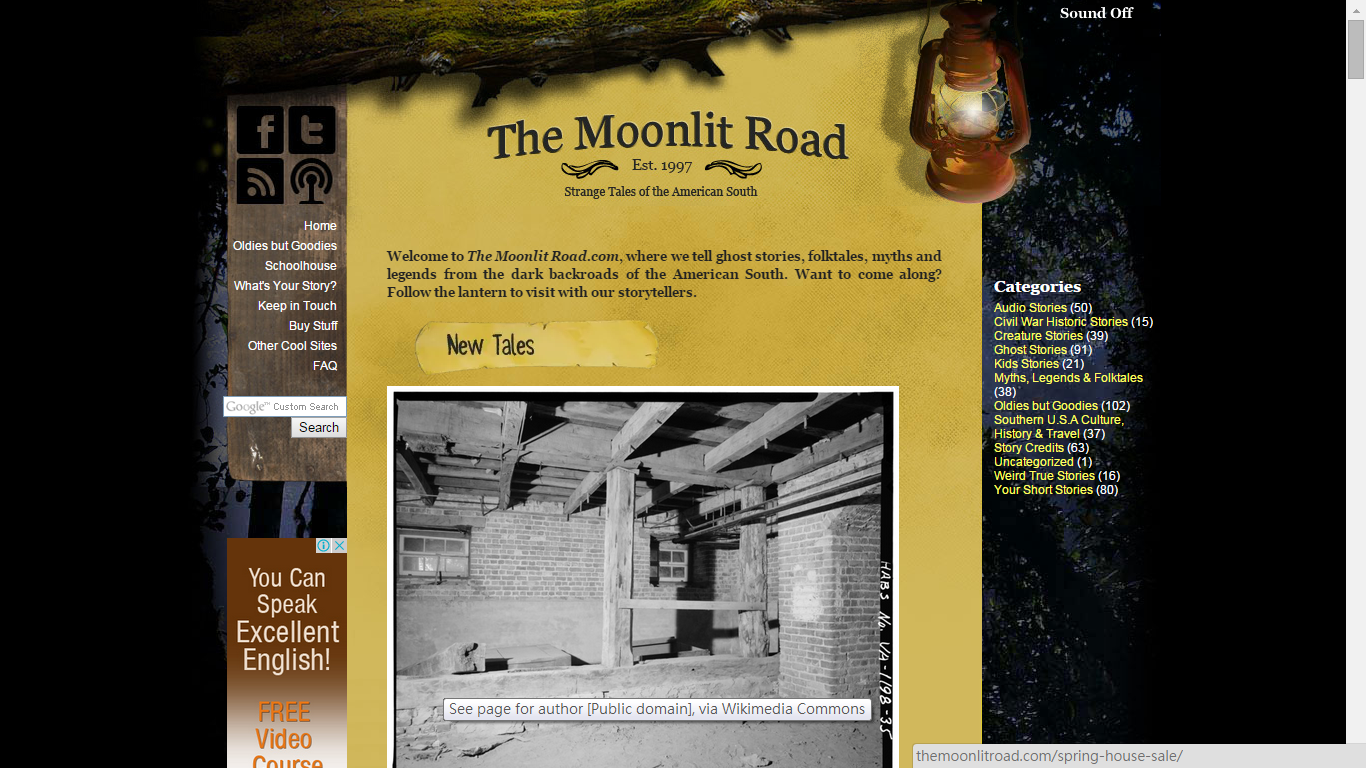 Sound Off
The Moonlit Road
Est. 1997
Strange Tales of the American South
Home
Oldies but Goodies
Schoolhouse
What's Your Story?
Keep in Touch
Buy Stuff
Other Cool Sites
FAQ
Google™ Custom Search
Search
You Can
Speak
Excellent
English!
FREE
Video
Course
Welcome to The Moonlit Road.com, where we tell ghost stories, folktales, myths and
legends from the dark backroads of the American South. Want to come along?
Follow the lantern to visit with our storytellers.
New Tales
HABS No. VA-1198-35
See page for author [Public domain], via Wikimedia Commons
Categories
Audio Stories (50)
Civil War Historic Stories (15)
Creature Stories (39)
Ghost Stories (91)
Kids Stories (21)
Myths, Legends & Folktales
(38)
Oldies but Goodies (102)
Southern U.S.A Culture,
History & Travel (37)
Story Credits (63)
Uncategorized (1)
Weird True Stories (16)
Your Short Stories (80)
themoonlitroad.com/spring-house-sale/